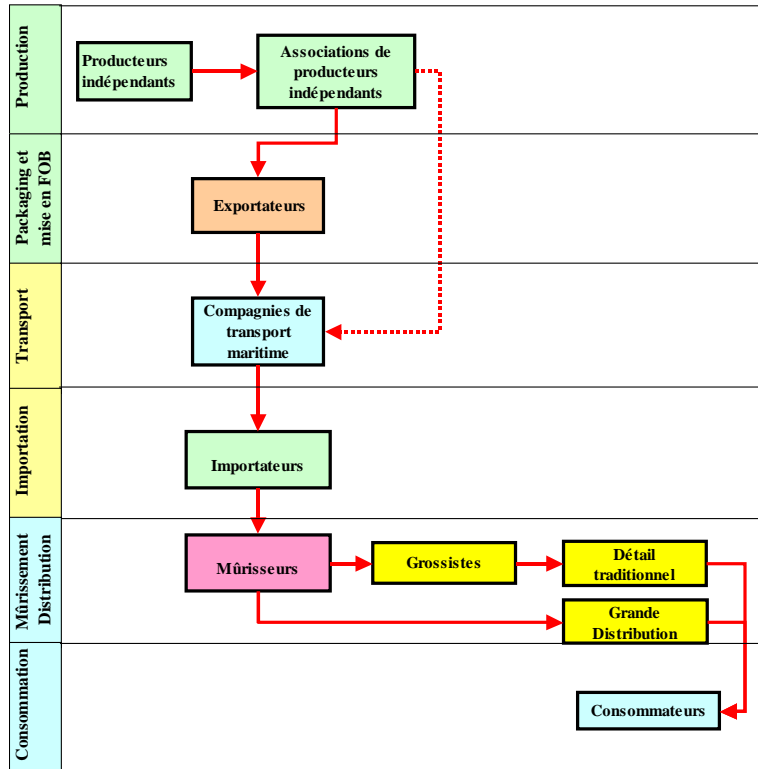 Production
Producteurs
indépendants
Associations de
producteurs
indépendants
Packaging et
mise en FOB
Exportateurs
Transport
Compagnies de
transport
maritime
Importation
Importateurs
Mûrissement
Distribution
Mûrisseurs
Grossistes
Détail
traditionnel
Grande
Distribution
Consommation
Consommateurs